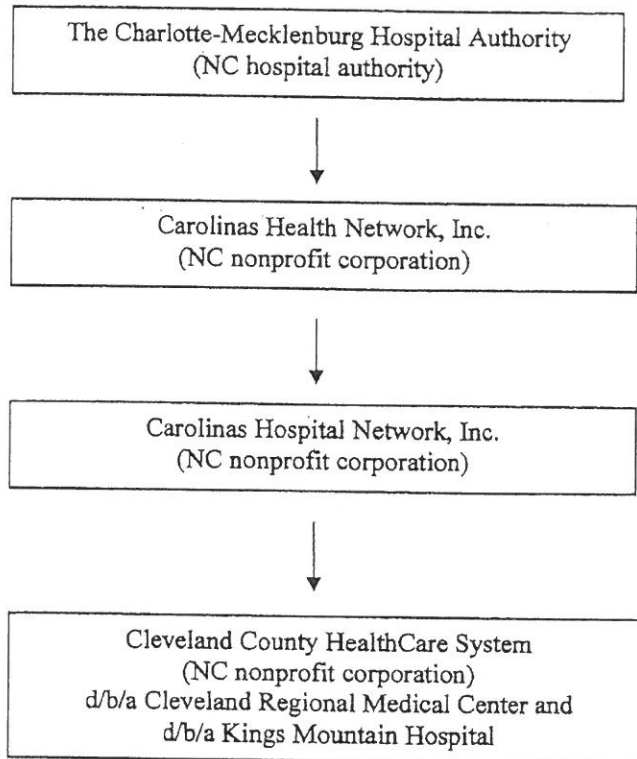 The Charlotte-Mecklenburg Hospital Authority
(NC hospital authority)
Carolinas Health Network, Inc.
(NC nonprofit corporation)
Carolinas Hospital Network, Inc.
(NC nonprofit corporation)
Cleveland County HealthCare System
(NC nonprofit corporation)
d/b/a Cleveland Regional Medical Center and
d/b/a Kings Mountain Hospital